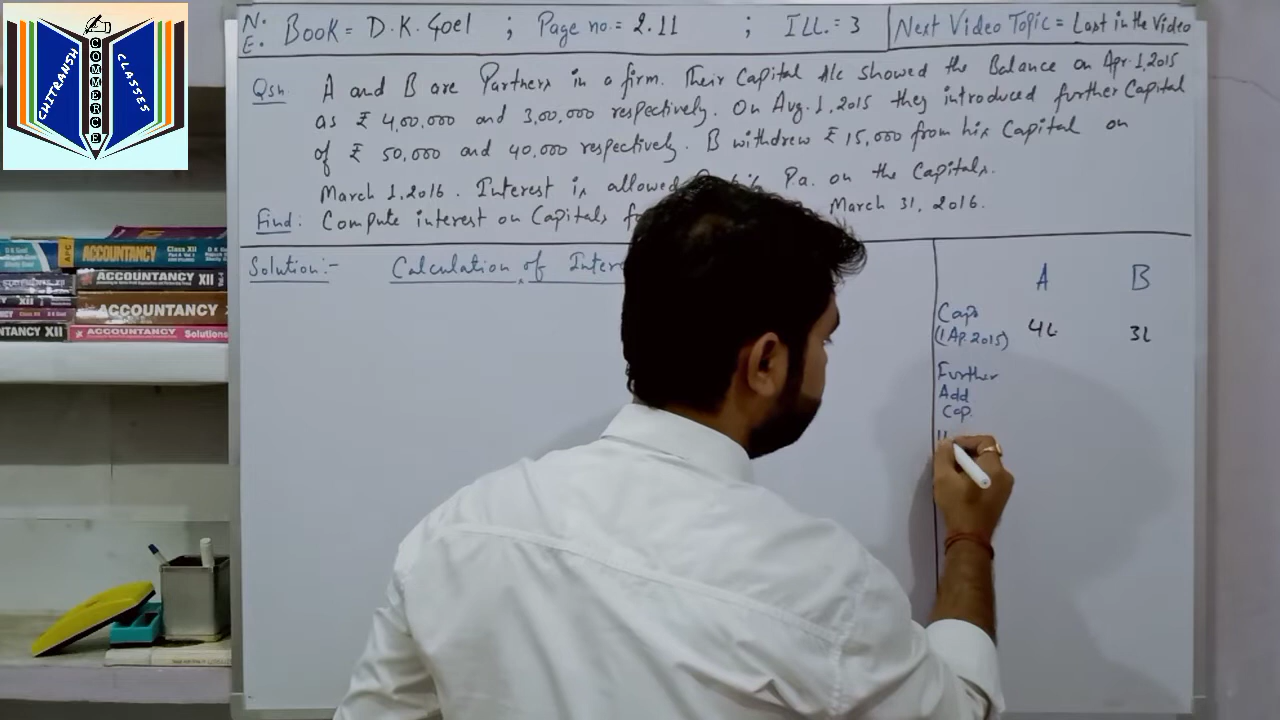 N. Book = D. K. Goel ; Page no. = 2.11 ; ILL. = 3 Next Video Topic = Last in the Video
E.
Qsn. A and B are Partners in a firm. Their Capital A/c showed the Balance on Apr. 1, 2015
as ₹ 4,00,000 and 3,00,000 respectively. On Aug. 1, 2015 they introduced further Capital
of ₹ 50,000 and 40,000 respectively. B withdrew ₹ 15,000 from his Capital on
March 1, 2016. Interest is allowed P.a. on the Capitals.
Find: Compute interest on Capitals March 31, 2016.
Solution:- Calculation of
A B
Cap.
(1 Ap. 2015) 4L 3L
Further
Add
Cap.
CHITRANSH
COMMERCE
CLASSES
ACCOUNTANCY Class XII
ACCOUNTANCY XII
ACCOUNTANCY
NTANCY XII ACCOUNTANCY Solutions